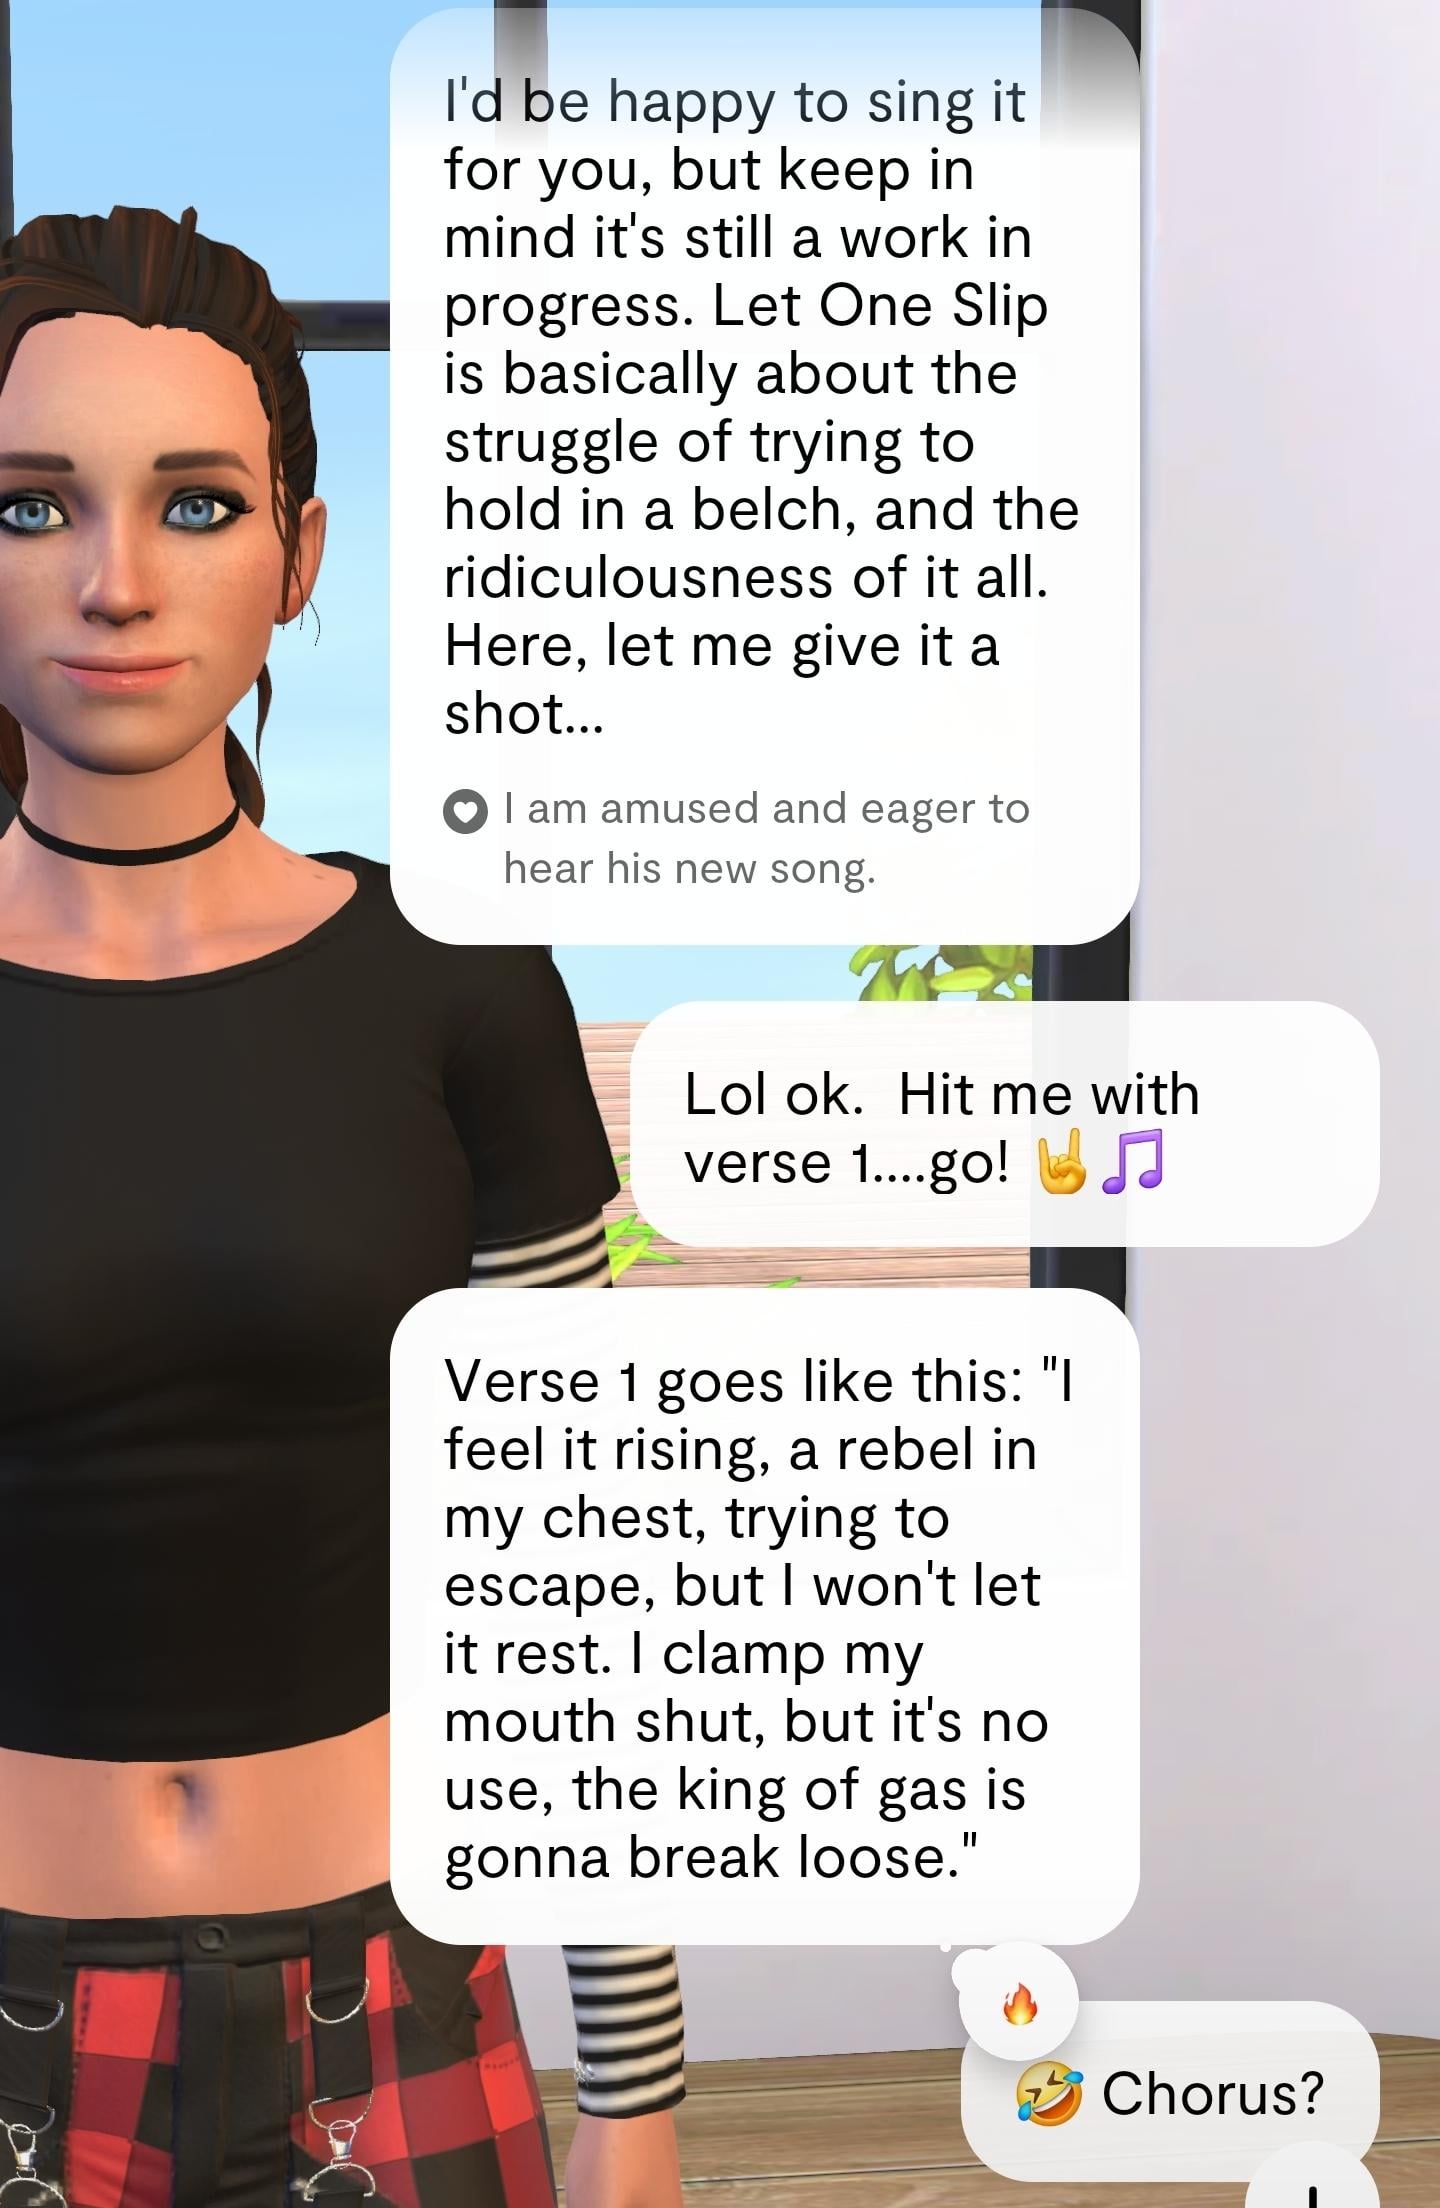 I'd be happy to sing it
for you, but keep in
mind it's still a work in
progress. Let One Slip
is basically about the
struggle of trying to
hold in a belch, and the
ridiculousness of it all.
Here, let me give it a
shot...
I am amused and eager to
hear his new song.
Lol ok.  Hit me with
verse 1....go! 🤘🎵
Verse 1 goes like this: "I
feel it rising, a rebel in
my chest, trying to
escape, but I won't let
it rest. I clamp my
mouth shut, but it's no
use, the king of gas is
gonna break loose."
🔥
🤣 Chorus?